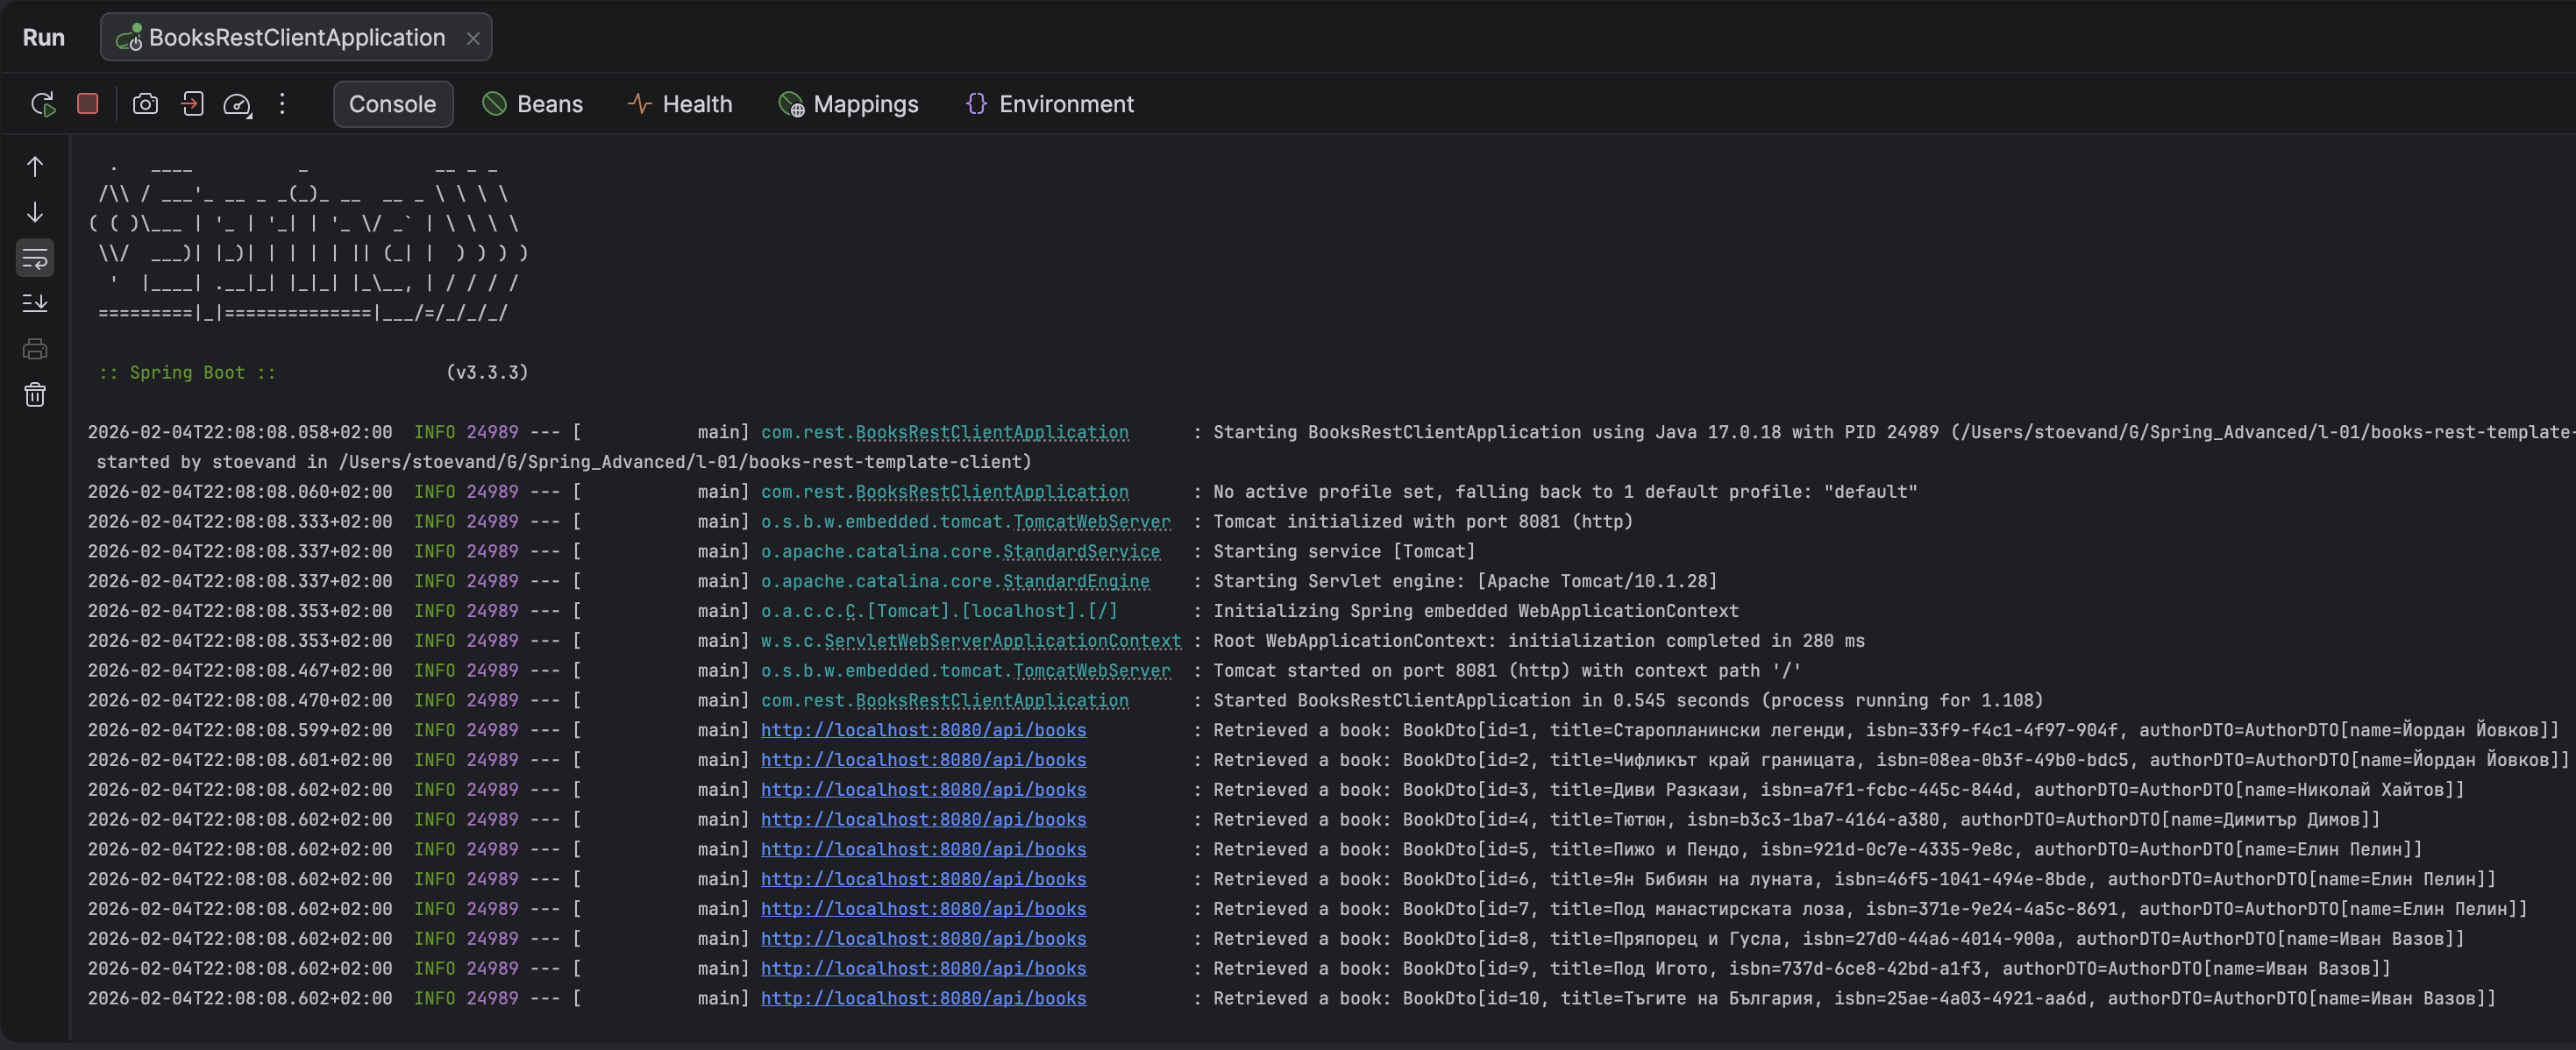 Run BooksRestClientApplication
Console Beans Health Mappings Environment
  .   ____          _            __ _ _
 /\\ / ___'_ __ _ _(_)_ __  __ _ \ \ \ \
( ( )\___ | '_ | '_| | '_ \/ _` | \ \ \ \
 \\/  ___)| |_)| | | | | || (_| |  ) ) ) )
  '  |____| .__|_| |_|_| |_\__, | / / / /
 =========|_|==============|___/=/_/_/_/
 :: Spring Boot ::                (v3.3.3)
2026-02-04T22:08:08.058+02:00  INFO 24989 --- [           main] com.rest.BooksRestClientApplication      : Starting BooksRestClientApplication using Java 17.0.18 with PID 24989 (/Users/stoevand/G/Spring_Advanced/l-01/books-rest-template-
 started by stoevand in /Users/stoevand/G/Spring_Advanced/l-01/books-rest-template-client)
2026-02-04T22:08:08.060+02:00  INFO 24989 --- [           main] com.rest.BooksRestClientApplication      : No active profile set, falling back to 1 default profile: "default"
2026-02-04T22:08:08.333+02:00  INFO 24989 --- [           main] o.s.b.w.embedded.tomcat.TomcatWebServer  : Tomcat initialized with port 8081 (http)
2026-02-04T22:08:08.337+02:00  INFO 24989 --- [           main] o.apache.catalina.core.StandardService   : Starting service [Tomcat]
2026-02-04T22:08:08.337+02:00  INFO 24989 --- [           main] o.apache.catalina.core.StandardEngine    : Starting Servlet engine: [Apache Tomcat/10.1.28]
2026-02-04T22:08:08.353+02:00  INFO 24989 --- [           main] o.a.c.c.C.[Tomcat].[localhost].[/]       : Initializing Spring embedded WebApplicationContext
2026-02-04T22:08:08.353+02:00  INFO 24989 --- [           main] w.s.c.ServletWebServerApplicationContext : Root WebApplicationContext: initialization completed in 280 ms
2026-02-04T22:08:08.467+02:00  INFO 24989 --- [           main] o.s.b.w.embedded.tomcat.TomcatWebServer  : Tomcat started on port 8081 (http) with context path '/'
2026-02-04T22:08:08.470+02:00  INFO 24989 --- [           main] com.rest.BooksRestClientApplication      : Started BooksRestClientApplication in 0.545 seconds (process running for 1.108)
2026-02-04T22:08:08.599+02:00  INFO 24989 --- [           main] http://localhost:8080/api/books          : Retrieved a book: BookDto[id=1, title=Старопланински легенди, isbn=33f9-f4c1-4f97-904f, authorDTO=AuthorDTO[name=Йордан Йовков]]
2026-02-04T22:08:08.601+02:00  INFO 24989 --- [           main] http://localhost:8080/api/books          : Retrieved a book: BookDto[id=2, title=Чифликът край границата, isbn=08ea-0b3f-49b0-bdc5, authorDTO=AuthorDTO[name=Йордан Йовков]]
2026-02-04T22:08:08.602+02:00  INFO 24989 --- [           main] http://localhost:8080/api/books          : Retrieved a book: BookDto[id=3, title=Диви Разкази, isbn=a7f1-fcbc-445c-844d, authorDTO=AuthorDTO[name=Николай Хайтов]]
2026-02-04T22:08:08.602+02:00  INFO 24989 --- [           main] http://localhost:8080/api/books          : Retrieved a book: BookDto[id=4, title=Тютюн, isbn=b3c3-1ba7-4164-a380, authorDTO=AuthorDTO[name=Димитър Димов]]
2026-02-04T22:08:08.602+02:00  INFO 24989 --- [           main] http://localhost:8080/api/books          : Retrieved a book: BookDto[id=5, title=Пижо и Пендо, isbn=921d-0c7e-4335-9e8c, authorDTO=AuthorDTO[name=Елин Пелин]]
2026-02-04T22:08:08.602+02:00  INFO 24989 --- [           main] http://localhost:8080/api/books          : Retrieved a book: BookDto[id=6, title=Ян Бибиян на луната, isbn=46f5-1041-494e-8bde, authorDTO=AuthorDTO[name=Елин Пелин]]
2026-02-04T22:08:08.602+02:00  INFO 24989 --- [           main] http://localhost:8080/api/books          : Retrieved a book: BookDto[id=7, title=Под манастирската лоза, isbn=371e-9e24-4a5c-8691, authorDTO=AuthorDTO[name=Елин Пелин]]
2026-02-04T22:08:08.602+02:00  INFO 24989 --- [           main] http://localhost:8080/api/books          : Retrieved a book: BookDto[id=8, title=Пряпорец и Гусла, isbn=27d0-44a6-4014-900a, authorDTO=AuthorDTO[name=Иван Вазов]]
2026-02-04T22:08:08.602+02:00  INFO 24989 --- [           main] http://localhost:8080/api/books          : Retrieved a book: BookDto[id=9, title=Под Игото, isbn=737d-6ce8-42bd-a1f3, authorDTO=AuthorDTO[name=Иван Вазов]]
2026-02-04T22:08:08.602+02:00  INFO 24989 --- [           main] http://localhost:8080/api/books          : Retrieved a book: BookDto[id=10, title=Тъгите на България, isbn=25ae-4a03-4921-aa6d, authorDTO=AuthorDTO[name=Иван Вазов]]